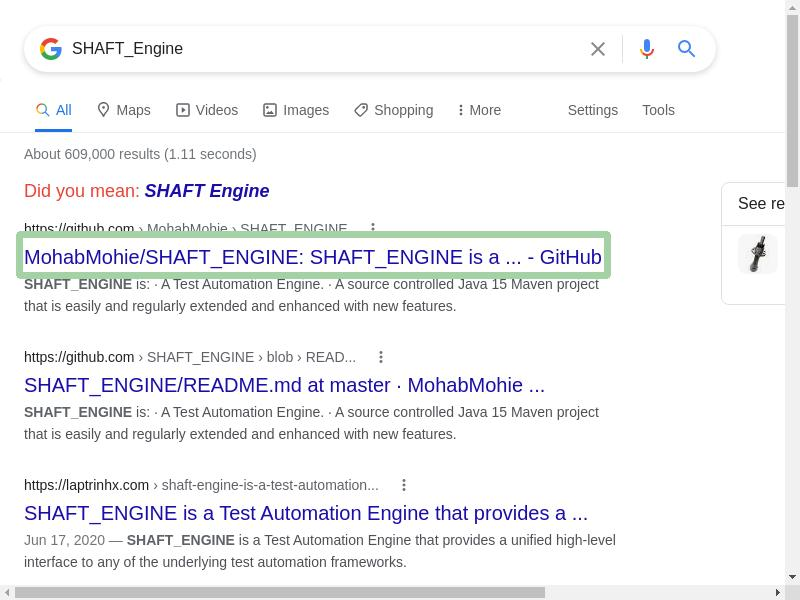 SHAFT_Engine
All Maps Videos Images Shopping More Settings Tools
About 609,000 results (1.11 seconds)
Did you mean: SHAFT Engine
See re
https://github.com › MohabMohie › SHAFT_ENGINE
MohabMohie/SHAFT_ENGINE: SHAFT_ENGINE is a ... - GitHub
SHAFT_ENGINE is: · A Test Automation Engine. · A source controlled Java 15 Maven project
that is easily and regularly extended and enhanced with new features.
https://github.com › SHAFT_ENGINE › blob › READ...
SHAFT_ENGINE/README.md at master · MohabMohie ...
SHAFT_ENGINE is: · A Test Automation Engine. · A source controlled Java 15 Maven project
that is easily and regularly extended and enhanced with new features.
https://laptrinhx.com › shaft-engine-is-a-test-automation...
SHAFT_ENGINE is a Test Automation Engine that provides a ...
Jun 17, 2020 — SHAFT_ENGINE is a Test Automation Engine that provides a unified high-level
interface to any of the underlying test automation frameworks.